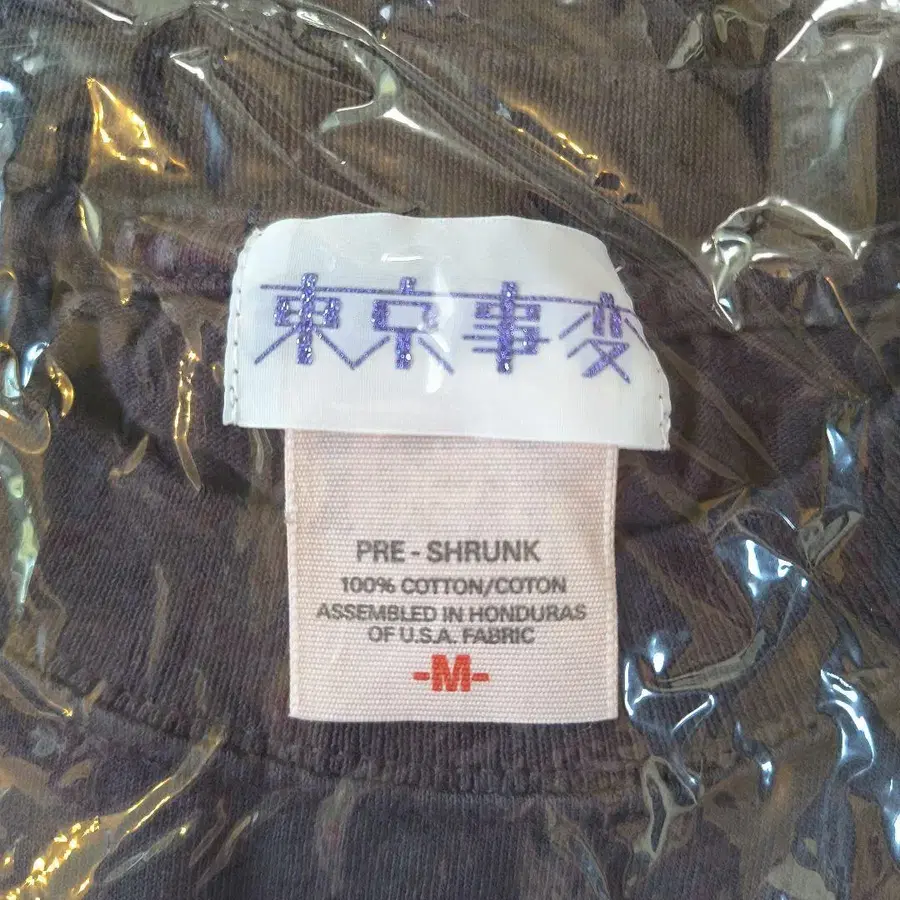 東京事変
PRE - SHRUNK
100% COTTON/COTON
ASSEMBLED IN HONDURAS
OF U.S.A. FABRIC
-M-